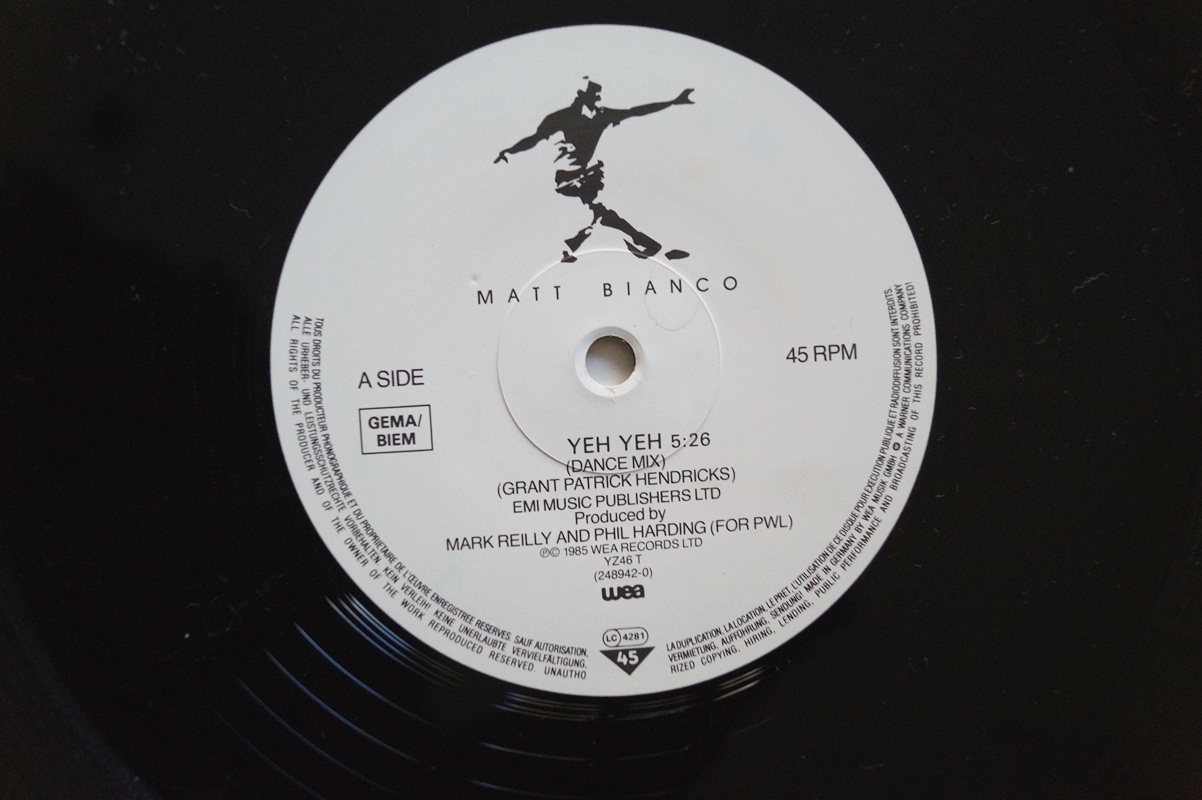 MATT BIANCO
A SIDE
45 RPM
GEMA/
BIEM
YEH YEH 5:26
(DANCE MIX)
(GRANT PATRICK HENDRICKS)
EMI MUSIC PUBLISHERS LTD
Produced by
MARK REILLY AND PHIL HARDING (FOR PWL)
℗© 1985 WEA RECORDS LTD
YZ46 T
(248942-0)
wea
LC 4281
45
TOUS DROITS DU PRODUCTEUR PHONOGRAPHIQUE ET DU PROPRIETAIRE DE L'ŒUVRE ENREGISTREE RESERVES. SAUF AUTORISATION, LA DUPLICATION, LA LOCATION, LE PRET, L'UTILISATION DE CE DISQUE POUR EXECUTION PUBLIQUE ET RADIODIFFUSION SONT INTERDITS.
ALLE URHEBER- UND LEISTUNGSSCHUTZRECHTE VORBEHALTEN. KEIN VERLEIH! KEINE UNERLAUBTE VERVIELFÄLTIGUNG, VERMIETUNG, AUFFÜHRUNG, SENDUNG! MADE IN GERMANY BY WEA MUSIK GMBH. A WARNER COMMUNICATIONS COMPANY
ALL RIGHTS OF THE PRODUCER AND OF THE OWNER OF THE WORK REPRODUCED RESERVED. UNAUTHORIZED COPYING, HIRING, LENDING, PUBLIC PERFORMANCE AND BROADCASTING OF THIS RECORD PROHIBITED!